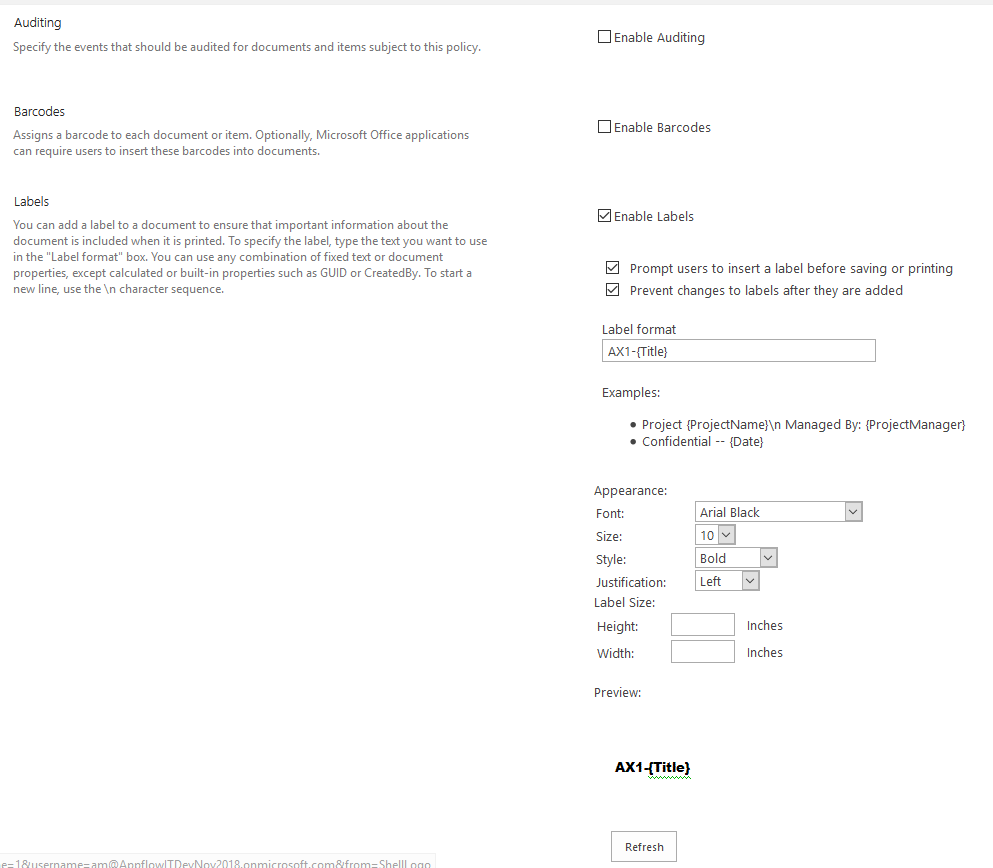 Auditing
Specify the events that should be audited for documents and items subject to this policy.
Enable Auditing
Barcodes
Assigns a barcode to each document or item. Optionally, Microsoft Office applications
can require users to insert these barcodes into documents.
Enable Barcodes
Labels
You can add a label to a document to ensure that important information about the
document is included when it is printed. To specify the label, type the text you want to use
in the "Label format" box. You can use any combination of fixed text or document
properties, except calculated or built-in properties such as GUID or CreatedBy. To start a
new line, use the \n character sequence.
Enable Labels
Prompt users to insert a label before saving or printing
Prevent changes to labels after they are added
Label format
AX1-{Title}
Examples:
• Project {ProjectName}\n Managed By: {ProjectManager}
• Confidential -- {Date}
Appearance:
Font: Arial Black
Size: 10
Style: Bold
Justification: Left
Label Size:
Height: Inches
Width: Inches
Preview:
AX1-{Title}
Refresh
e=1&username=am@AppflowITDevNov2018.onmicrosoft.com&from=ShellLogo